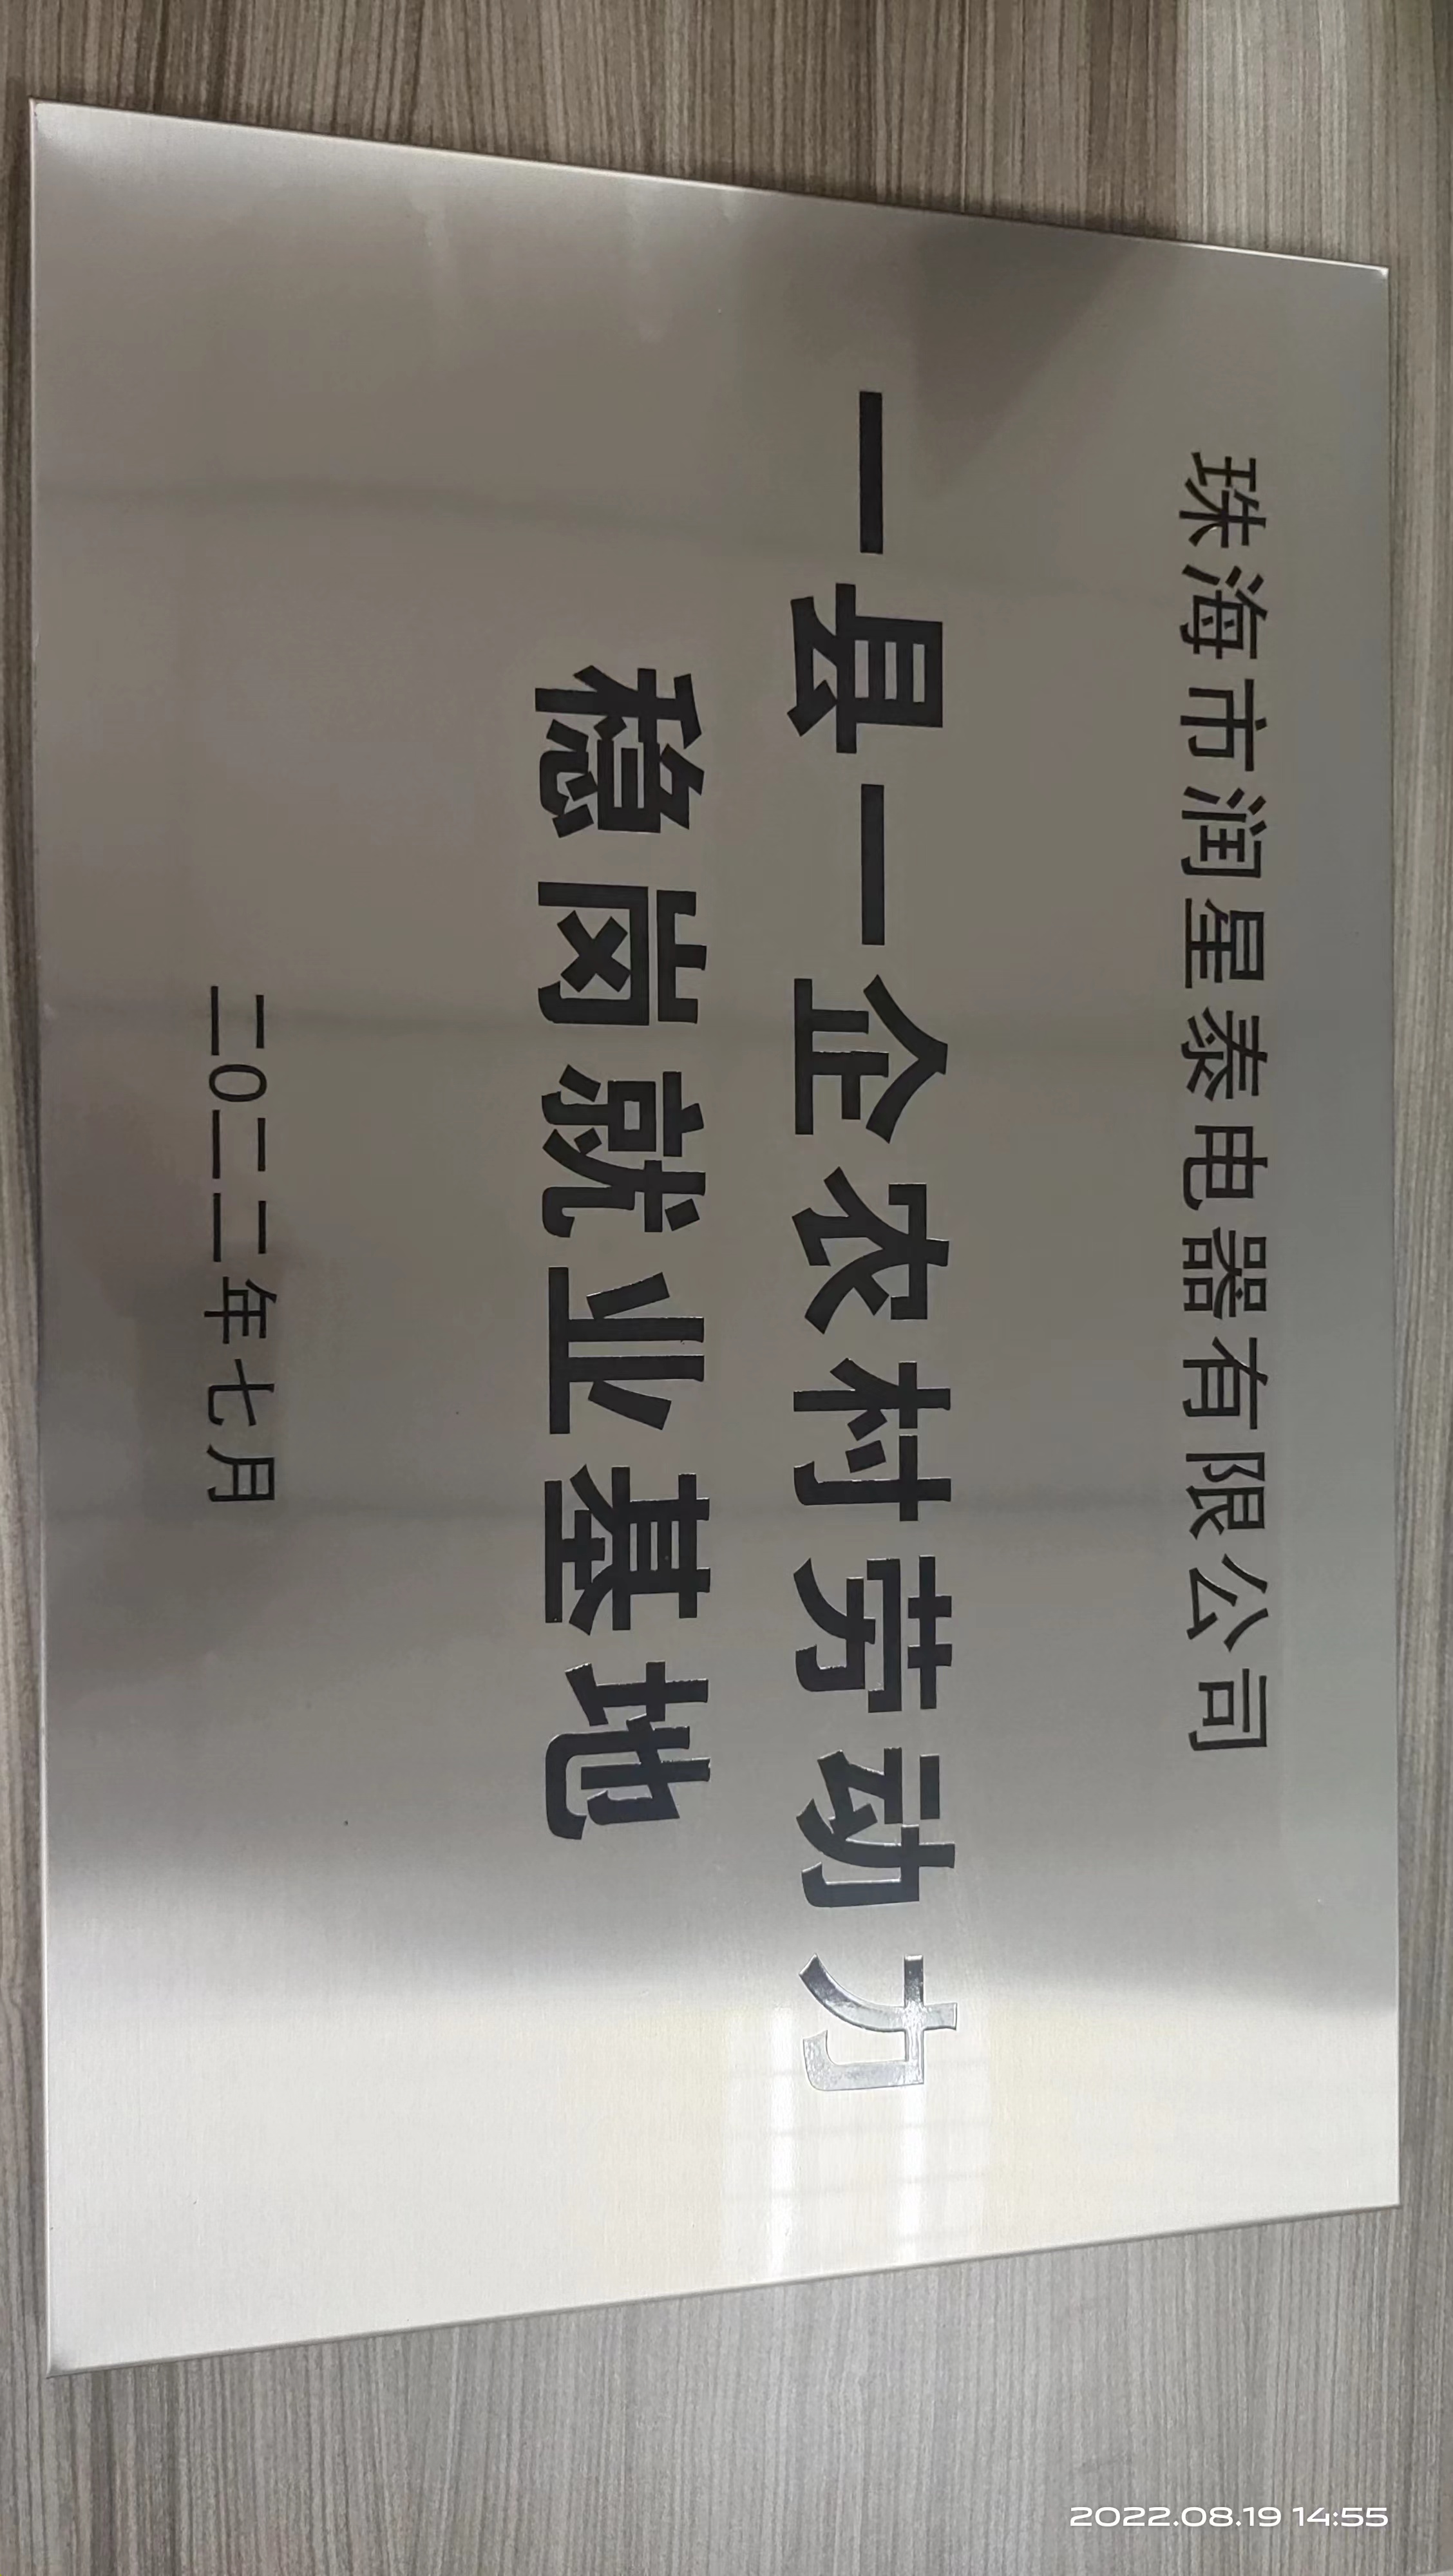 珠海市润星泰电器有限公司
一县一企农村劳动力
稳岗就业基地
二0二二年七月
2022.08.19 14:55